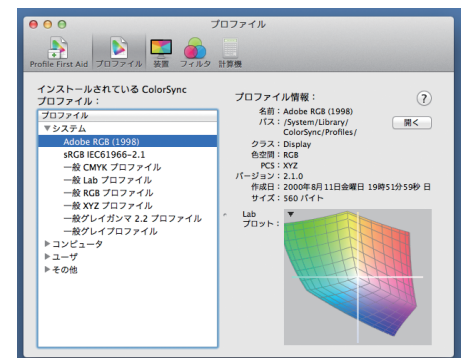 プロファイル
Profile First Aid プロファイル 装置 フィルタ 計算機
インストールされている ColorSync
プロファイル：
プロファイル
▼システム
Adobe RGB (1998)
sRGB IEC61966-2.1
一般 CMYK プロファイル
一般 Lab プロファイル
一般 RGB プロファイル
一般 XYZ プロファイル
一般グレイガンマ 2.2 プロファイル
一般グレイプロファイル
▶コンピュータ
▶ユーザ
▶その他
プロファイル情報：
?
名前：Adobe RGB (1998)
パス：/System/Library/
ColorSync/Profiles/
開く
クラス：Display
色空間：RGB
PCS：XYZ
バージョン：2.1.0
作成日：2000年8月11日金曜日 19時51分59秒 日
サイズ：560 バイト
Lab ▼
プロット：